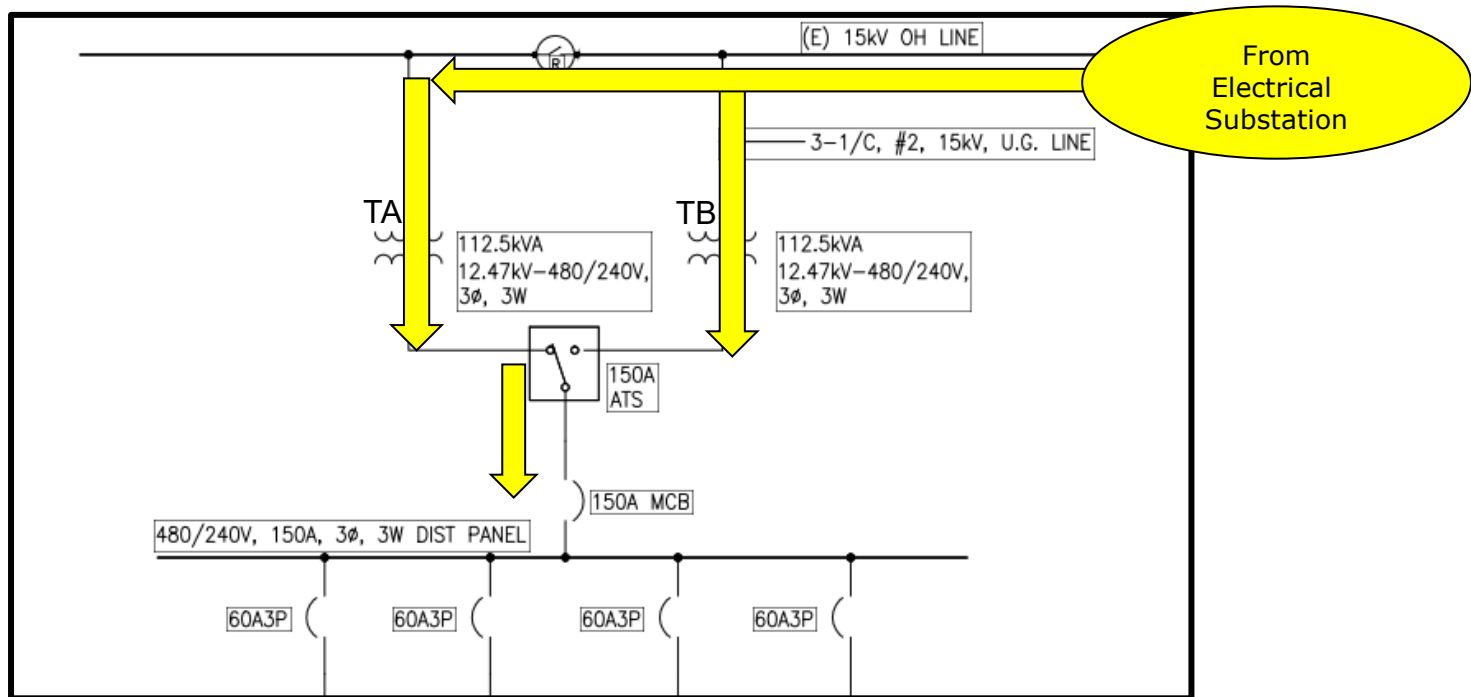 (E) 15kV OH LINE
R
From
Electrical
Substation
3-1/C, #2, 15kV, U.G. LINE
TA
TB
112.5kVA
12.47kV-480/240V,
3ø, 3W
112.5kVA
12.47kV-480/240V,
3ø, 3W
150A
ATS
150A MCB
480/240V, 150A, 3ø, 3W DIST PANEL
60A3P
60A3P
60A3P
60A3P